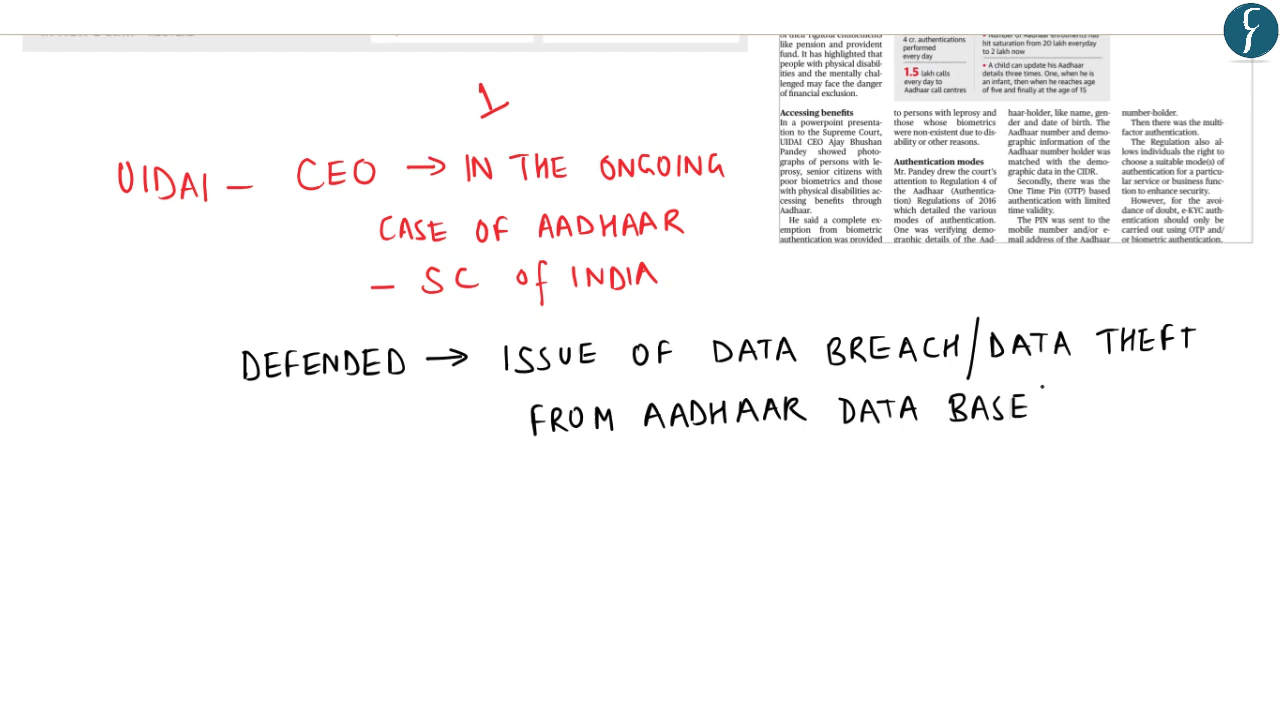 1
UIDAI – CEO → IN THE ONGOING
CASE OF AADHAAR
– SC of INDIA
DEFENDED → ISSUE OF DATA BREACH/DATA THEFT
FROM AADHAAR DATA BASE
like pension and provident
fund. It has highlighted that
people with physical disabil-
ities and the mentally chal-
lenged may face the danger
of financial exclusion.
Accessing benefits
In a powerpoint presenta-
tion to the Supreme Court,
UIDAI CEO Ajay Bhushan
Pandey showed photo-
graphs of persons with le-
prosy, senior citizens with
poor biometrics and those
with physical disabilities ac-
cessing benefits through
Aadhaar.
He said a complete ex-
emption from biometric
authentication was provided
4 cr. authentications
performed
every day
1.5 lakh calls
every day to
Aadhaar call centres
hit saturation from 20 lakh everyday
to 2 lakh now
• A child can update his Aadhaar
details three times. One, when he is
an infant, then when he reaches age
of five and finally at the age of 15
to persons with leprosy and
those whose biometrics
were non-existent due to dis-
ability or other reasons.
Authentication modes
Mr. Pandey drew the court's
attention to Regulation 4 of
the Aadhaar (Authentica-
tion) Regulations of 2016
which detailed the various
modes of authentication.
One was verifying demo-
graphic details of the Aad-
haar-holder, like name, gen-
der and date of birth. The
Aadhaar number and demo-
graphic information of the
Aadhaar number holder was
matched with the demo-
graphic data in the CIDR.
Secondly, there was the
One Time Pin (OTP) based
authentication with limited
time validity.
The PIN was sent to the
mobile number and/or e-
mail address of the Aadhaar
number-holder.
Then there was the multi-
factor authentication.
The Regulation also al-
lows individuals the right to
choose a suitable mode(s) of
authentication for a particu-
lar service or business func-
tion to enhance security.
However, for the avoi-
dance of doubt, e-KYC auth-
entication should only be
carried out using OTP and/
or biometric authentication.